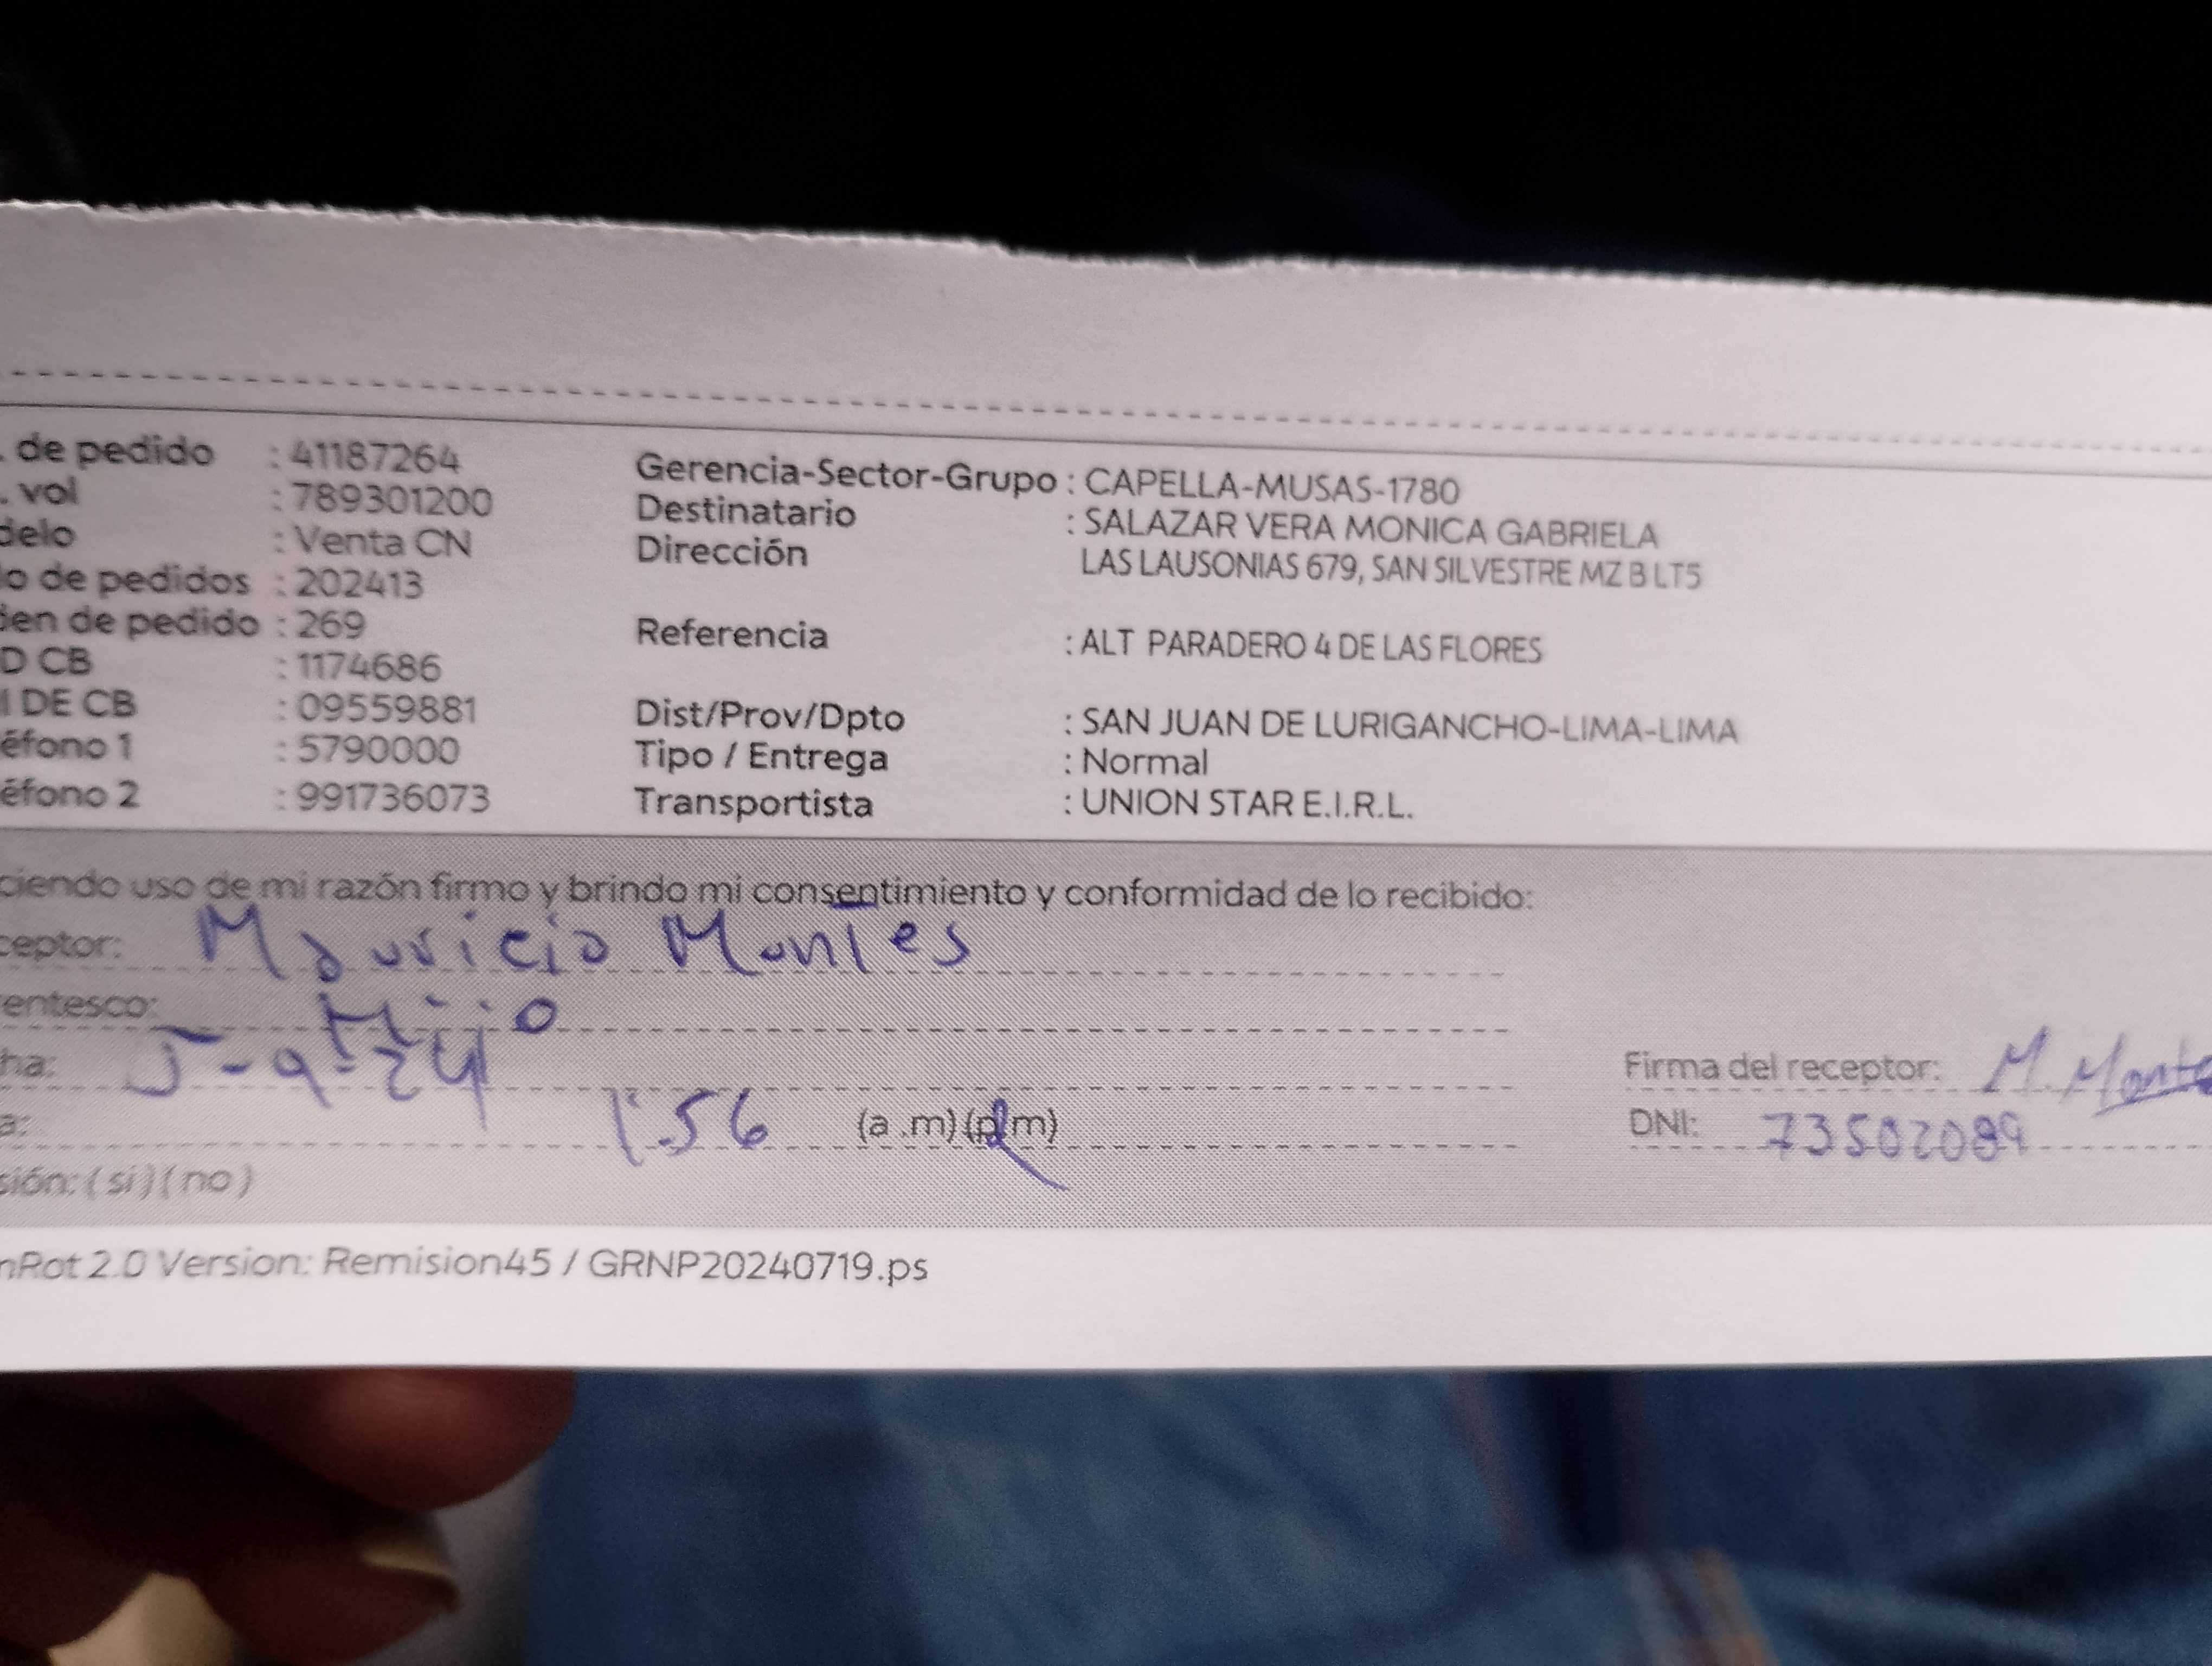 . de pedido : 41187264
. vol : 789301200
delo : Venta CN
lo de pedidos : 202413
den de pedido : 269
D CB : 1174686
I DE CB : 09559881
éfono 1 : 5790000
éfono 2 : 991736073
Gerencia-Sector-Grupo : CAPELLA-MUSAS-1780
Destinatario : SALAZAR VERA MONICA GABRIELA
Dirección LAS LAUSONIAS 679, SAN SILVESTRE MZ B LT5
Referencia : ALT PARADERO 4 DE LAS FLORES
Dist/Prov/Dpto : SAN JUAN DE LURIGANCHO-LIMA-LIMA
Tipo / Entrega : Normal
Transportista : UNION STAR E.I.R.L.
ciendo uso de mi razón firmo y brindo mi consentimiento y conformidad de lo recibido:
ceptor: Mauricio Montes
entesco: Hijo
ha: 5-9-24
a: 1:56 (a .m) (p.m)
sión: ( si ) ( no )
Firma del receptor: M. Monte
DNI: 73502089
nRot 2.0 Version: Remision45 / GRNP20240719.ps